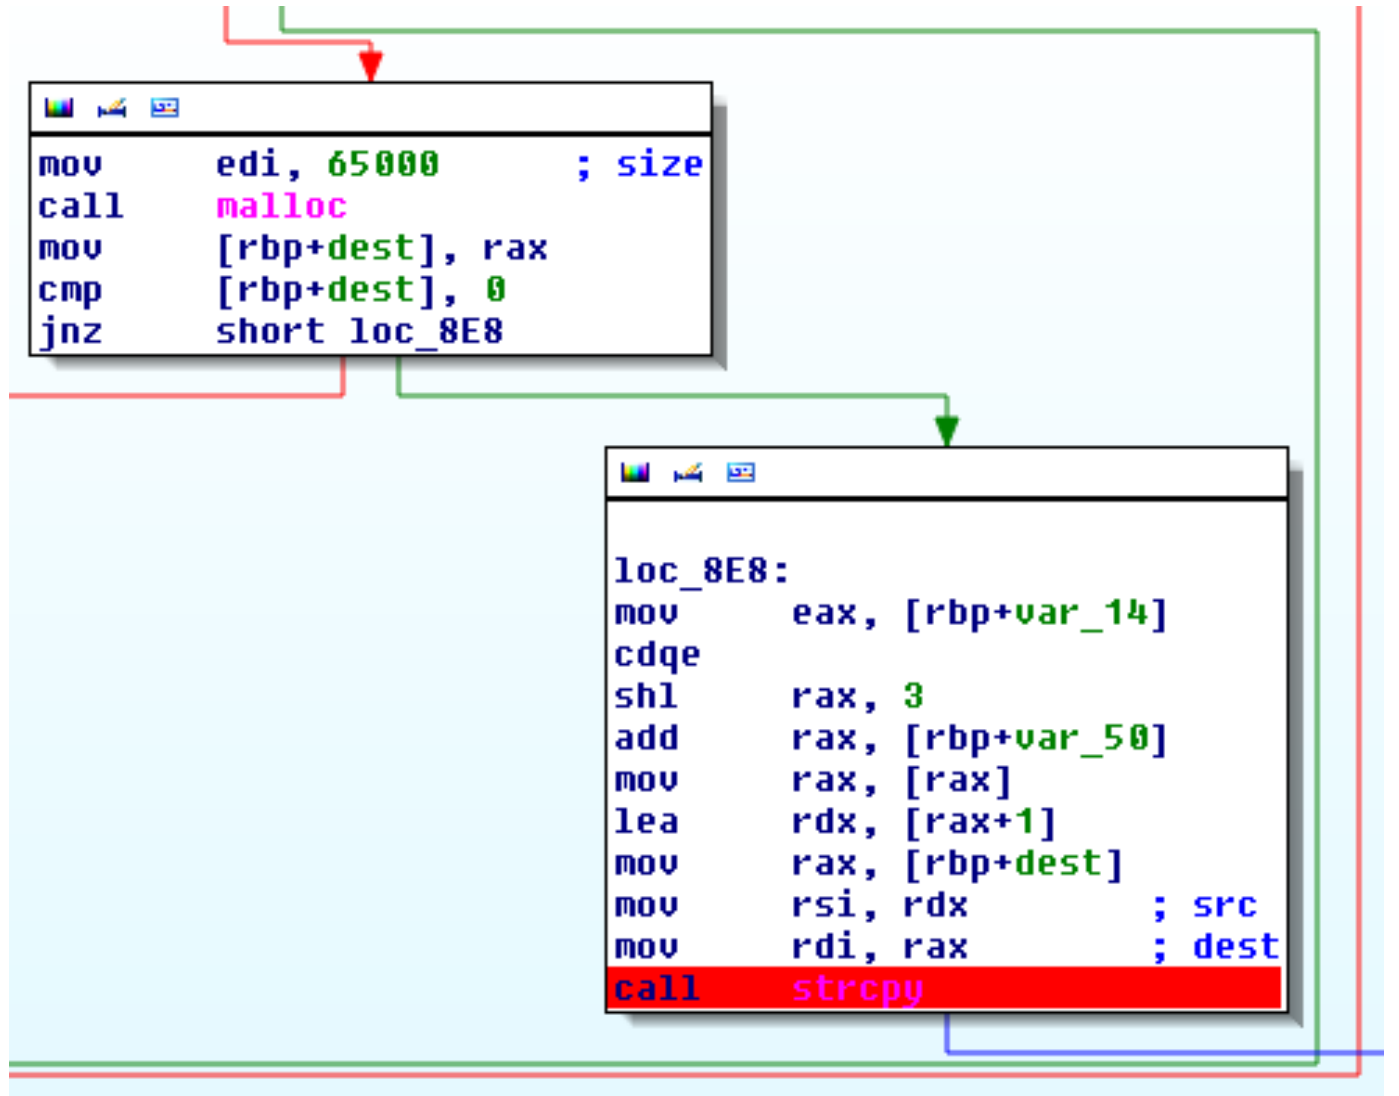 mov edi, 65000 ; size
call malloc
mov [rbp+dest], rax
cmp [rbp+dest], 0
jnz short loc_8E8
loc_8E8:
mov eax, [rbp+var_14]
cdqe
shl rax, 3
add rax, [rbp+var_50]
mov rax, [rax]
lea rdx, [rax+1]
mov rax, [rbp+dest]
mov rsi, rdx ; src
mov rdi, rax ; dest
call strcpy